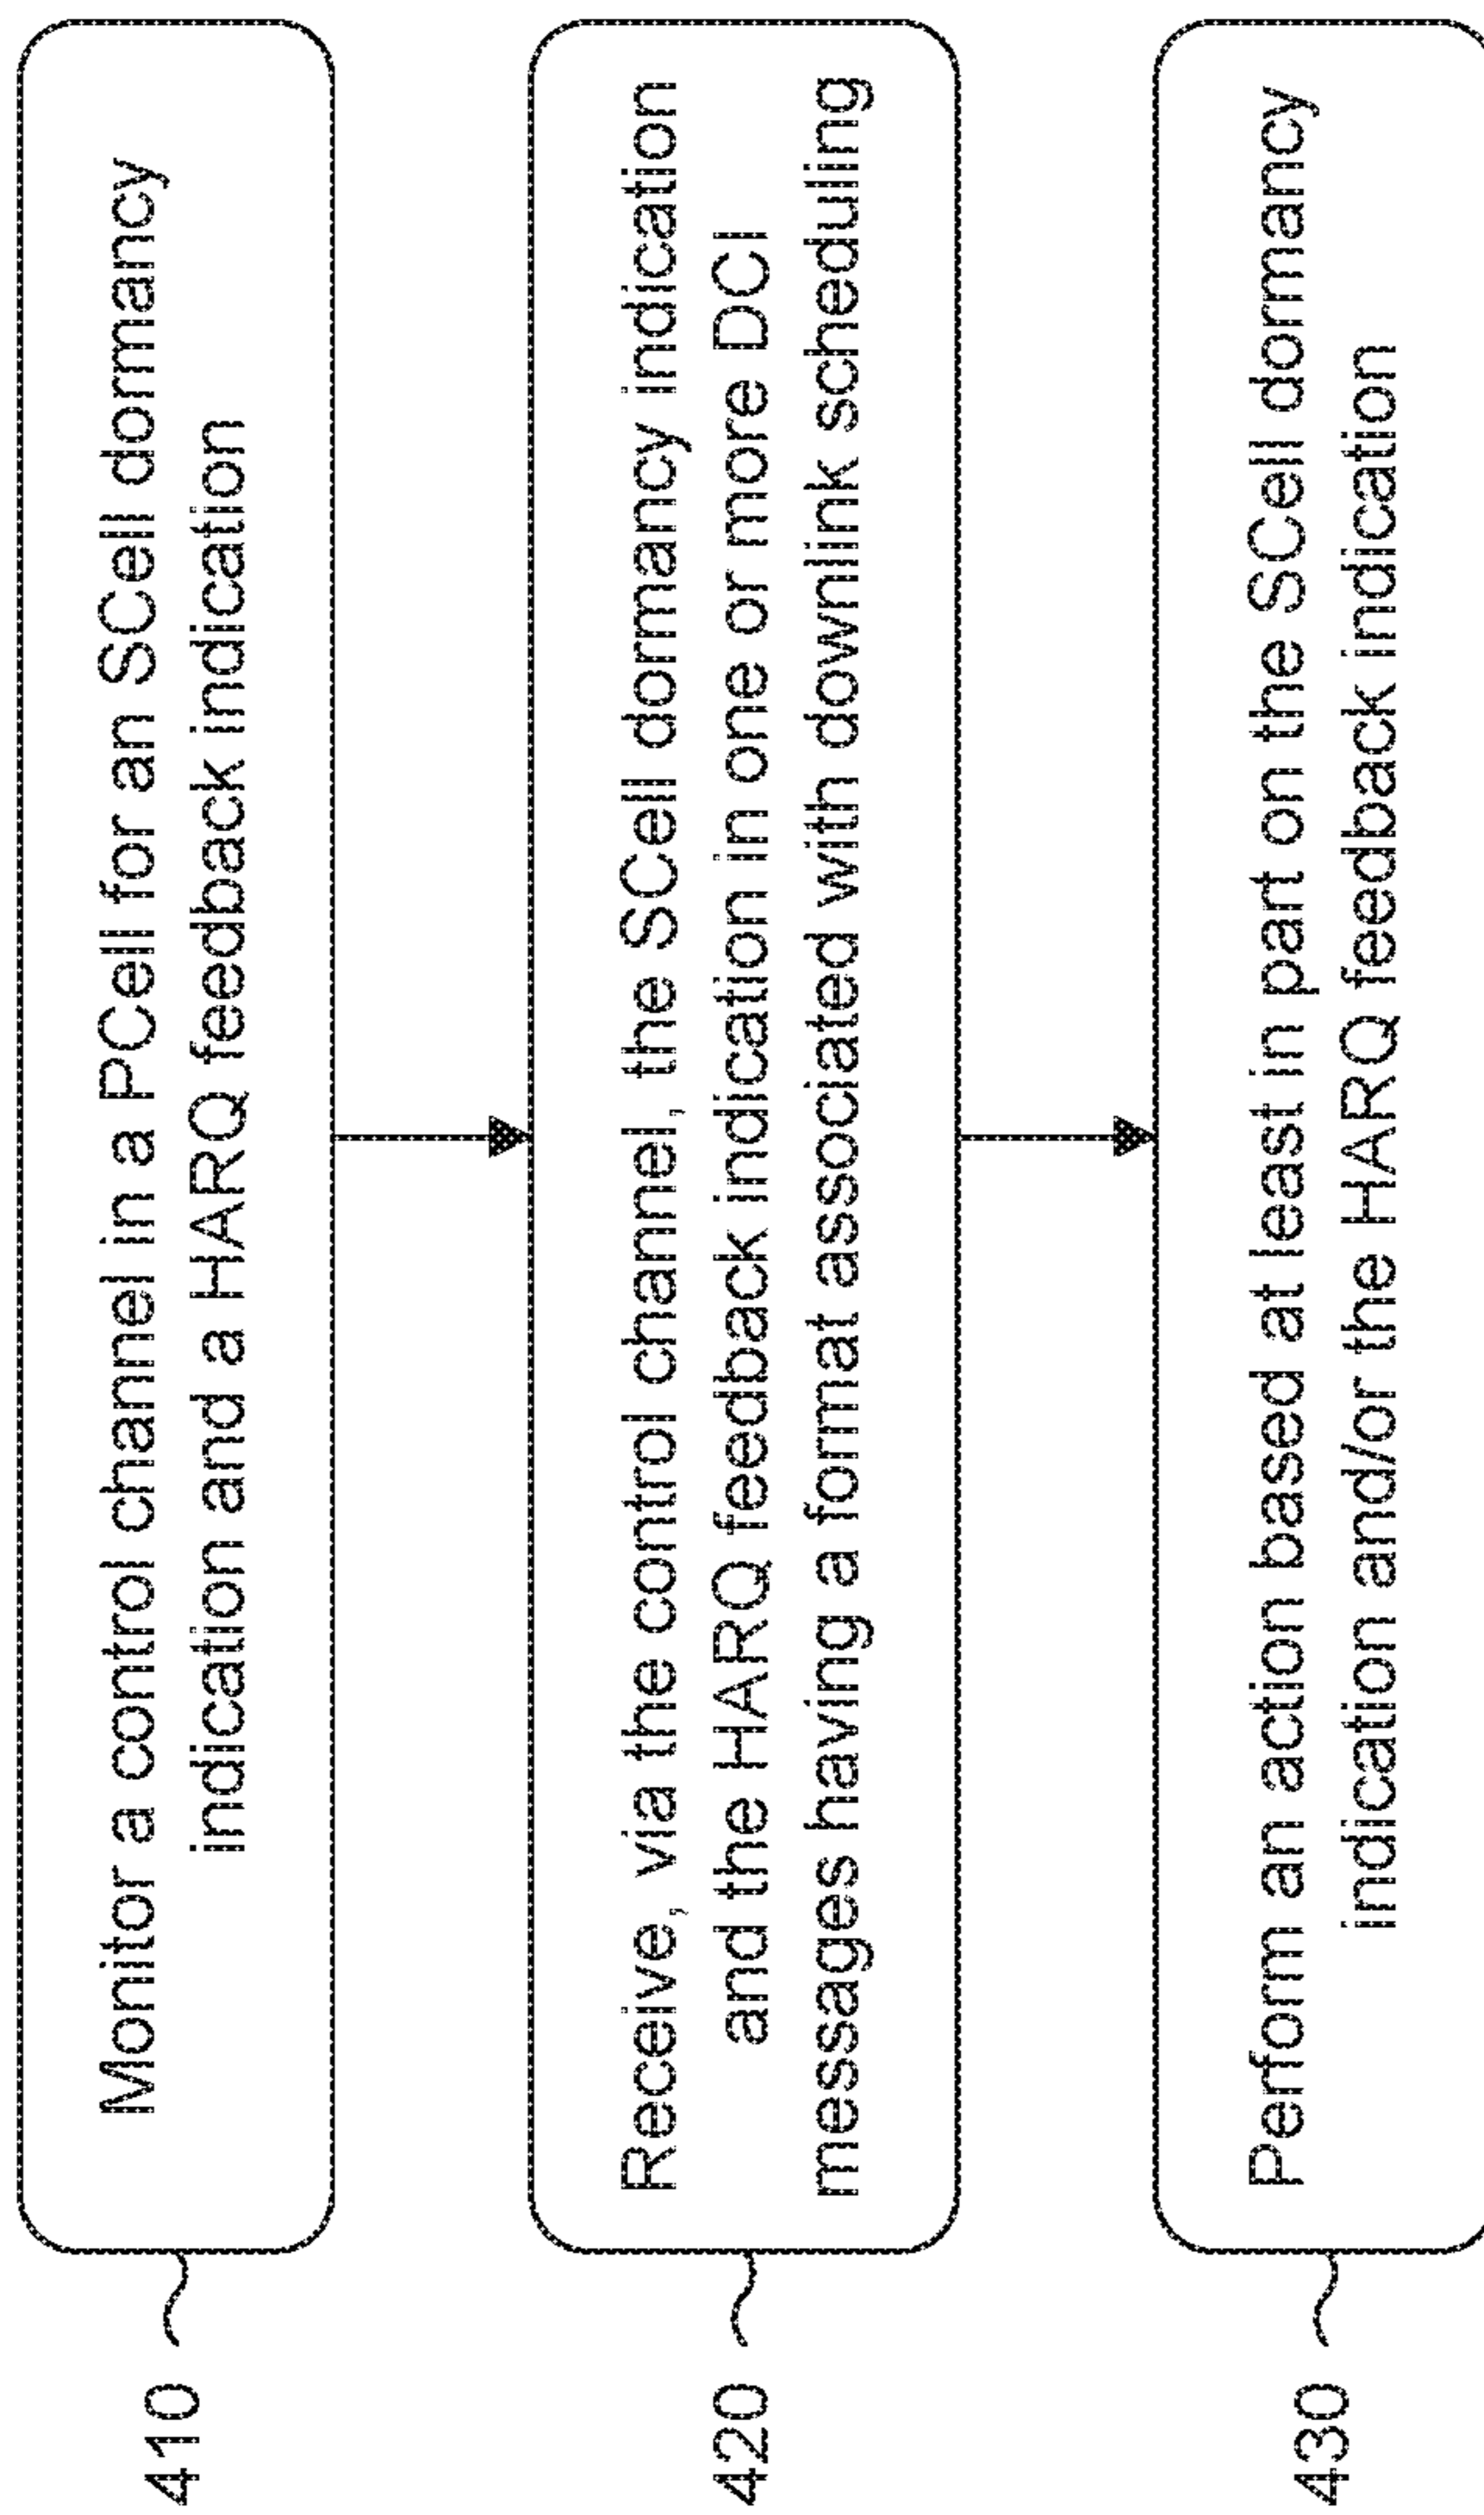 410
Monitor a control channel in a PCell for an SCell dormancy
indication and a HARQ feedback indication
420
Receive, via the control channel, the SCell dormancy indication
and the HARQ feedback indication in one or more DCI
messages having a format associated with downlink scheduling
430
Perform an action based at least in part on the SCell dormancy
indication and/or the HARQ feedback indication